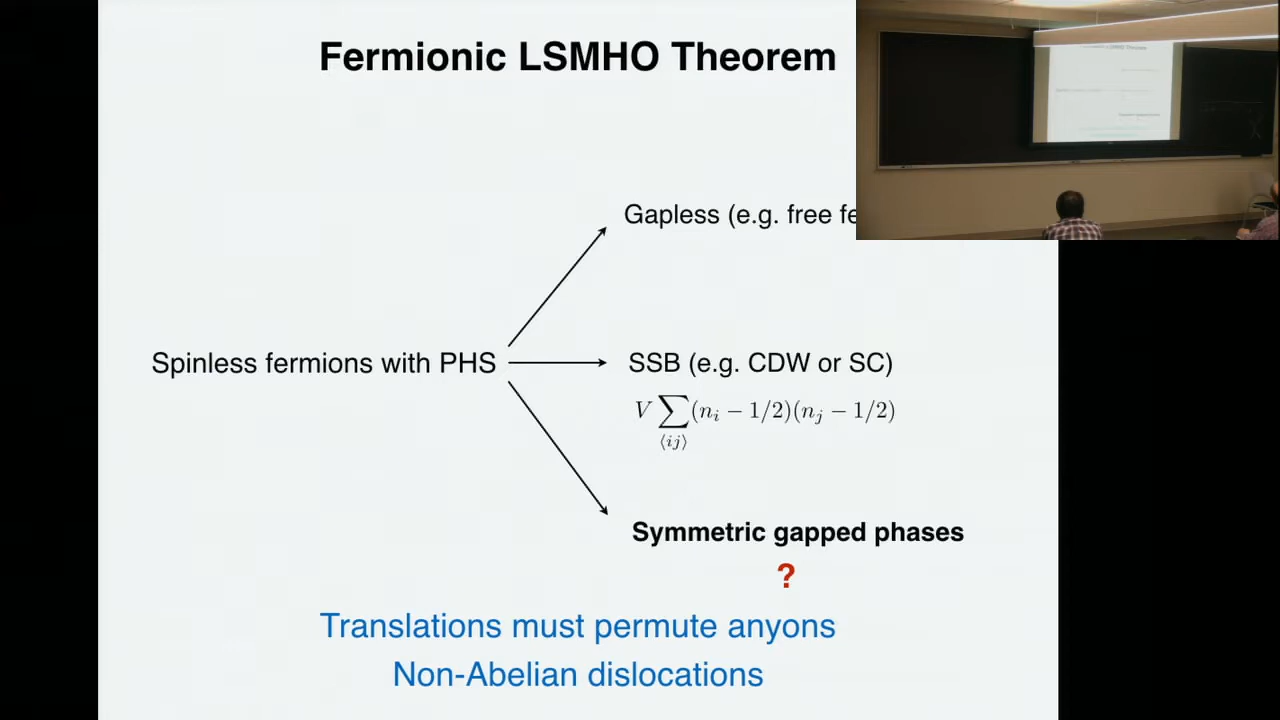 Fermionic LSMHO Theorem
Gapless (e.g. free
Spinless fermions with PHS
SSB (e.g. CDW or SC)
V∑⟨ij⟩(n_i − 1/2)(n_j − 1/2)
Symmetric gapped phases
?
Translations must permute anyons
Non-Abelian dislocations